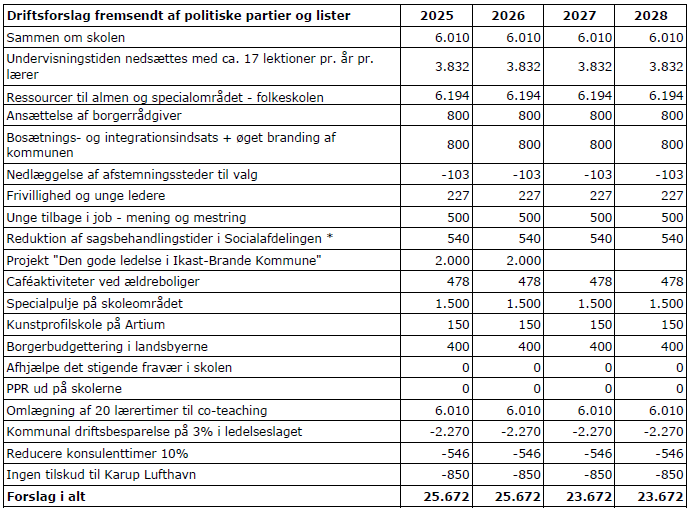 Driftsforslag fremsendt af politiske partier og lister 2025 2026 2027 2028
Sammen om skolen 6.010 6.010 6.010 6.010
Undervisningstiden nedsættes med ca. 17 lektioner pr. år pr.
lærer 3.832 3.832 3.832 3.832
Ressourcer til almen og specialområdet - folkeskolen 6.194 6.194 6.194 6.194
Ansættelse af borgerrådgiver 800 800 800 800
Bosætnings- og integrationsindsats + øget branding af
kommunen 800 800 800 800
Nedlæggelse af afstemningssteder til valg -103 -103 -103 -103
Frivillighed og unge ledere 227 227 227 227
Unge tilbage i job - mening og mestring 500 500 500 500
Reduktion af sagsbehandlingstider i Socialafdelingen * 540 540 540 540
Projekt "Den gode ledelse i Ikast-Brande Kommune" 2.000 2.000
Caféaktiviteter ved ældreboliger 478 478 478 478
Specialpulje på skoleområdet 1.500 1.500 1.500 1.500
Kunstprofilskole på Artium 150 150 150 150
Borgerbudgettering i landsbyerne 400 400 400 400
Afhjælpe det stigende fravær i skolen 0 0 0 0
PPR ud på skolerne 0 0 0 0
Omlægning af 20 lærertimer til co-teaching 6.010 6.010 6.010 6.010
Kommunal driftsbesparelse på 3% i ledelseslaget -2.270 -2.270 -2.270 -2.270
Reducere konsulenttimer 10% -546 -546 -546 -546
Ingen tilskud til Karup Lufthavn -850 -850 -850 -850
Forslag i alt 25.672 25.672 23.672 23.672